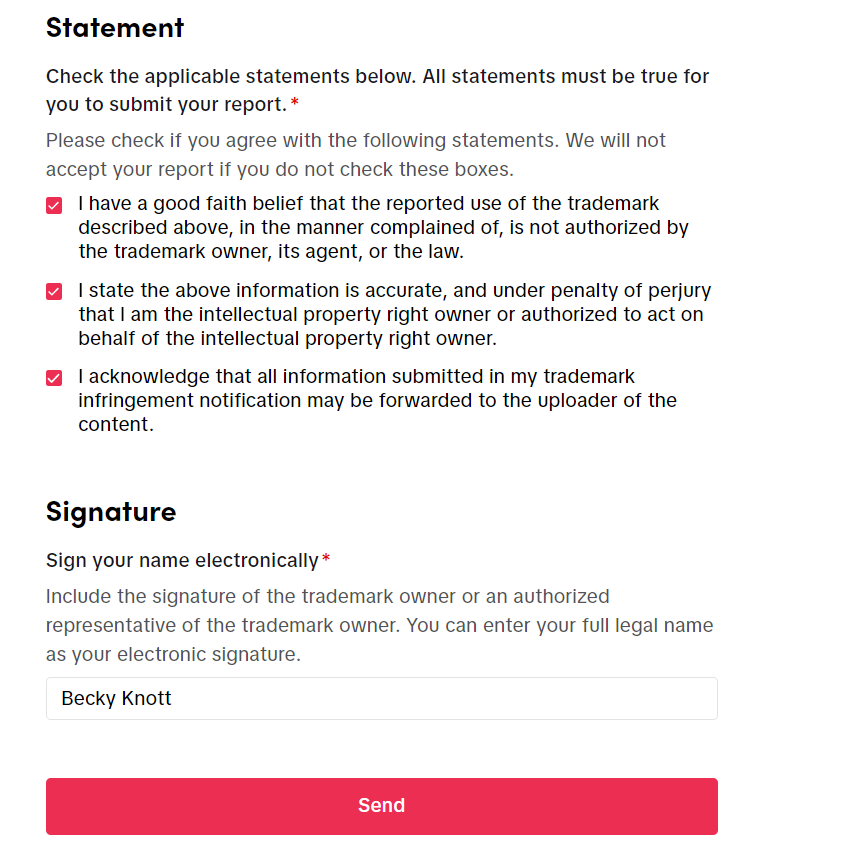 Statement
Check the applicable statements below. All statements must be true for
you to submit your report.*
Please check if you agree with the following statements. We will not
accept your report if you do not check these boxes.
I have a good faith belief that the reported use of the trademark
described above, in the manner complained of, is not authorized by
the trademark owner, its agent, or the law.
I state the above information is accurate, and under penalty of perjury
that I am the intellectual property right owner or authorized to act on
behalf of the intellectual property right owner.
I acknowledge that all information submitted in my trademark
infringement notification may be forwarded to the uploader of the
content.
Signature
Sign your name electronically*
Include the signature of the trademark owner or an authorized
representative of the trademark owner. You can enter your full legal name
as your electronic signature.
Becky Knott
Send